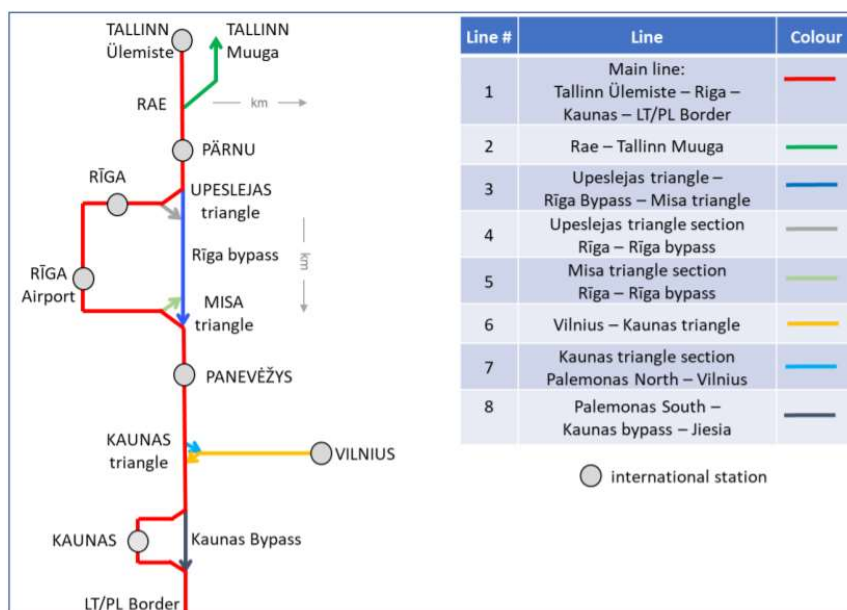 TALLINN
Ülemiste
TALLINN
Muuga
RAE
km
PÄRNU
RĪGA
UPESLEJAS
triangle
Rīga bypass
km
RĪGA
Airport
MISA
triangle
PANEVĖŽYS
KAUNAS
triangle
VILNIUS
KAUNAS
Kaunas Bypass
LT/PL Border
Line # Line Colour
1 Main line:
Tallinn Ülemiste – Riga –
Kaunas – LT/PL Border
2 Rae – Tallinn Muuga
3 Upeslejas triangle –
Rīga Bypass – Misa triangle
4 Upeslejas triangle section
Rīga – Rīga bypass
5 Misa triangle section
Rīga – Rīga bypass
6 Vilnius – Kaunas triangle
7 Kaunas triangle section
Palemonas North – Vilnius
8 Palemonas South –
Kaunas bypass – Jiesia
international station